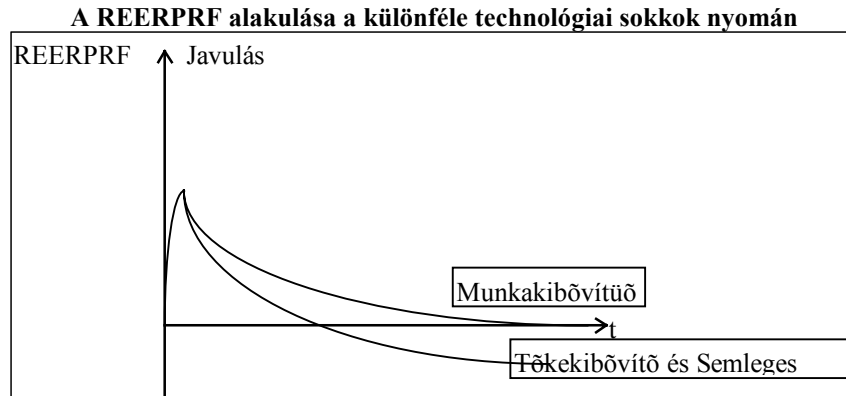 A REERPRF alakulása a különféle technológiai sokkok nyomán
REERPRF
Javulás
Munkakibõvítüõ
t
Tõkekibõvítõ és Semleges